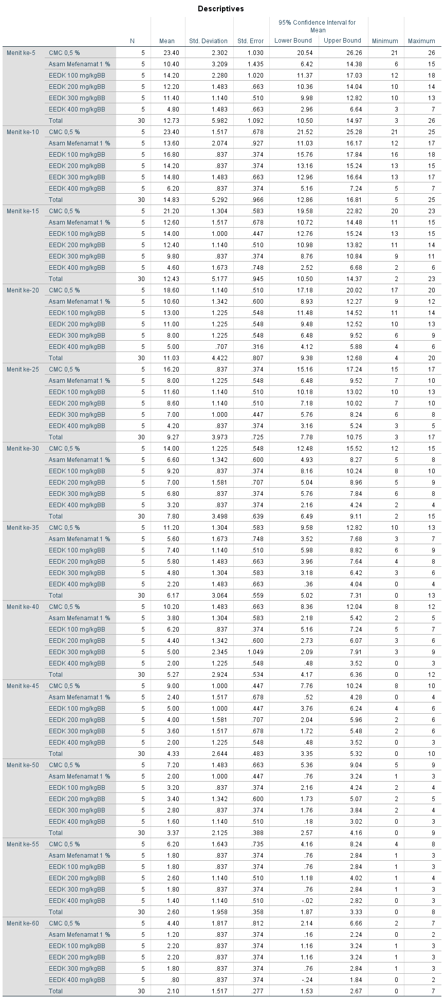 Descriptives
95% Confidence Interval for
Mean
N Mean Std. Deviation Std. Error Lower Bound Upper Bound Minimum Maximum
Menit ke-5 CMC 0,5 % 5 23.40 2.302 1.030 20.54 26.26 21 26
Asam Mefenamat 1 % 5 10.40 3.209 1.435 6.42 14.38 6 15
EEDK 100 mg/kgBB 5 14.20 2.280 1.020 11.37 17.03 12 18
EEDK 200 mg/kgBB 5 12.20 1.483 .663 10.36 14.04 10 14
EEDK 300 mg/kgBB 5 11.40 1.140 .510 9.98 12.82 10 13
EEDK 400 mg/kgBB 5 4.80 1.483 .663 2.96 6.64 3 7
Total 30 12.73 5.982 1.092 10.50 14.97 3 26
Menit ke-10 CMC 0,5 % 5 23.40 1.517 .678 21.52 25.28 21 25
Asam Mefenamat 1 % 5 13.60 2.074 .927 11.03 16.17 12 17
EEDK 100 mg/kgBB 5 16.80 .837 .374 15.76 17.84 16 18
EEDK 200 mg/kgBB 5 14.20 .837 .374 13.16 15.24 13 15
EEDK 300 mg/kgBB 5 14.80 1.483 .663 12.96 16.64 13 17
EEDK 400 mg/kgBB 5 6.20 .837 .374 5.16 7.24 5 7
Total 30 14.83 5.292 .966 12.86 16.81 5 25
Menit ke-15 CMC 0,5 % 5 21.20 1.304 .583 19.58 22.82 20 23
Asam Mefenamat 1 % 5 12.60 1.517 .678 10.72 14.48 11 15
EEDK 100 mg/kgBB 5 14.00 1.000 .447 12.76 15.24 13 15
EEDK 200 mg/kgBB 5 12.40 1.140 .510 10.98 13.82 11 14
EEDK 300 mg/kgBB 5 9.80 .837 .374 8.76 10.84 9 11
EEDK 400 mg/kgBB 5 4.60 1.673 .748 2.52 6.68 2 6
Total 30 12.43 5.177 .945 10.50 14.37 2 23
Menit ke-20 CMC 0,5 % 5 18.60 1.140 .510 17.18 20.02 17 20
Asam Mefenamat 1 % 5 10.60 1.342 .600 8.93 12.27 9 12
EEDK 100 mg/kgBB 5 13.00 1.225 .548 11.48 14.52 11 14
EEDK 200 mg/kgBB 5 11.00 1.225 .548 9.48 12.52 10 13
EEDK 300 mg/kgBB 5 8.00 1.225 .548 6.48 9.52 6 9
EEDK 400 mg/kgBB 5 5.00 .707 .316 4.12 5.88 4 6
Total 30 11.03 4.422 .807 9.38 12.68 4 20
Menit ke-25 CMC 0,5 % 5 16.20 .837 .374 15.16 17.24 15 17
Asam Mefenamat 1 % 5 8.00 1.225 .548 6.48 9.52 7 10
EEDK 100 mg/kgBB 5 11.60 1.140 .510 10.18 13.02 10 13
EEDK 200 mg/kgBB 5 8.60 1.140 .510 7.18 10.02 7 10
EEDK 300 mg/kgBB 5 7.00 1.000 .447 5.76 8.24 6 8
EEDK 400 mg/kgBB 5 4.20 .837 .374 3.16 5.24 3 5
Total 30 9.27 3.973 .725 7.78 10.75 3 17
Menit ke-30 CMC 0,5 % 5 14.00 1.225 .548 12.48 15.52 12 15
Asam Mefenamat 1 % 5 6.60 1.342 .600 4.93 8.27 5 8
EEDK 100 mg/kgBB 5 9.20 .837 .374 8.16 10.24 8 10
EEDK 200 mg/kgBB 5 7.00 1.581 .707 5.04 8.96 5 9
EEDK 300 mg/kgBB 5 6.80 .837 .374 5.76 7.84 6 8
EEDK 400 mg/kgBB 5 3.20 .837 .374 2.16 4.24 2 4
Total 30 7.80 3.498 .639 6.49 9.11 2 15
Menit ke-35 CMC 0,5 % 5 11.20 1.304 .583 9.58 12.82 10 13
Asam Mefenamat 1 % 5 5.60 1.673 .748 3.52 7.68 3 7
EEDK 100 mg/kgBB 5 7.40 1.140 .510 5.98 8.82 6 9
EEDK 200 mg/kgBB 5 5.80 1.483 .663 3.96 7.64 4 8
EEDK 300 mg/kgBB 5 4.80 1.304 .583 3.18 6.42 3 6
EEDK 400 mg/kgBB 5 2.20 1.483 .663 .36 4.04 0 4
Total 30 6.17 3.064 .559 5.02 7.31 0 13
Menit ke-40 CMC 0,5 % 5 10.20 1.483 .663 8.36 12.04 8 12
Asam Mefenamat 1 % 5 3.80 1.304 .583 2.18 5.42 2 5
EEDK 100 mg/kgBB 5 6.20 .837 .374 5.16 7.24 5 7
EEDK 200 mg/kgBB 5 4.40 1.342 .600 2.73 6.07 3 6
EEDK 300 mg/kgBB 5 5.00 2.345 1.049 2.09 7.91 3 9
EEDK 400 mg/kgBB 5 2.00 1.225 .548 .48 3.52 0 3
Total 30 5.27 2.924 .534 4.17 6.36 0 12
Menit ke-45 CMC 0,5 % 5 9.00 1.000 .447 7.76 10.24 8 10
Asam Mefenamat 1 % 5 2.40 1.517 .678 .52 4.28 0 4
EEDK 100 mg/kgBB 5 5.00 1.000 .447 3.76 6.24 4 6
EEDK 200 mg/kgBB 5 4.00 1.581 .707 2.04 5.96 2 6
EEDK 300 mg/kgBB 5 3.60 1.517 .678 1.72 5.48 2 6
EEDK 400 mg/kgBB 5 2.00 1.225 .548 .48 3.52 0 3
Total 30 4.33 2.644 .483 3.35 5.32 0 10
Menit ke-50 CMC 0,5 % 5 7.20 1.483 .663 5.36 9.04 5 9
Asam Mefenamat 1 % 5 2.00 1.000 .447 .76 3.24 1 3
EEDK 100 mg/kgBB 5 3.20 .837 .374 2.16 4.24 2 4
EEDK 200 mg/kgBB 5 3.40 1.342 .600 1.73 5.07 2 5
EEDK 300 mg/kgBB 5 2.80 .837 .374 1.76 3.84 2 4
EEDK 400 mg/kgBB 5 1.60 1.140 .510 .18 3.02 0 3
Total 30 3.37 2.125 .388 2.57 4.16 0 9
Menit ke-55 CMC 0,5 % 5 6.20 1.643 .735 4.16 8.24 4 8
Asam Mefenamat 1 % 5 1.80 .837 .374 .76 2.84 1 3
EEDK 100 mg/kgBB 5 1.80 .837 .374 .76 2.84 1 3
EEDK 200 mg/kgBB 5 2.60 1.140 .510 1.18 4.02 1 4
EEDK 300 mg/kgBB 5 1.80 .837 .374 .76 2.84 1 3
EEDK 400 mg/kgBB 5 1.40 1.140 .510 -.02 2.82 0 3
Total 30 2.60 1.958 .358 1.87 3.33 0 8
Menit ke-60 CMC 0,5 % 5 4.40 1.817 .812 2.14 6.66 2 7
Asam Mefenamat 1 % 5 1.20 .837 .374 .16 2.24 0 2
EEDK 100 mg/kgBB 5 2.20 .837 .374 1.16 3.24 1 3
EEDK 200 mg/kgBB 5 2.20 .837 .374 1.16 3.24 1 3
EEDK 300 mg/kgBB 5 1.80 .837 .374 .76 2.84 1 3
EEDK 400 mg/kgBB 5 .80 .837 .374 -.24 1.84 0 2
Total 30 2.10 1.517 .277 1.53 2.67 0 7